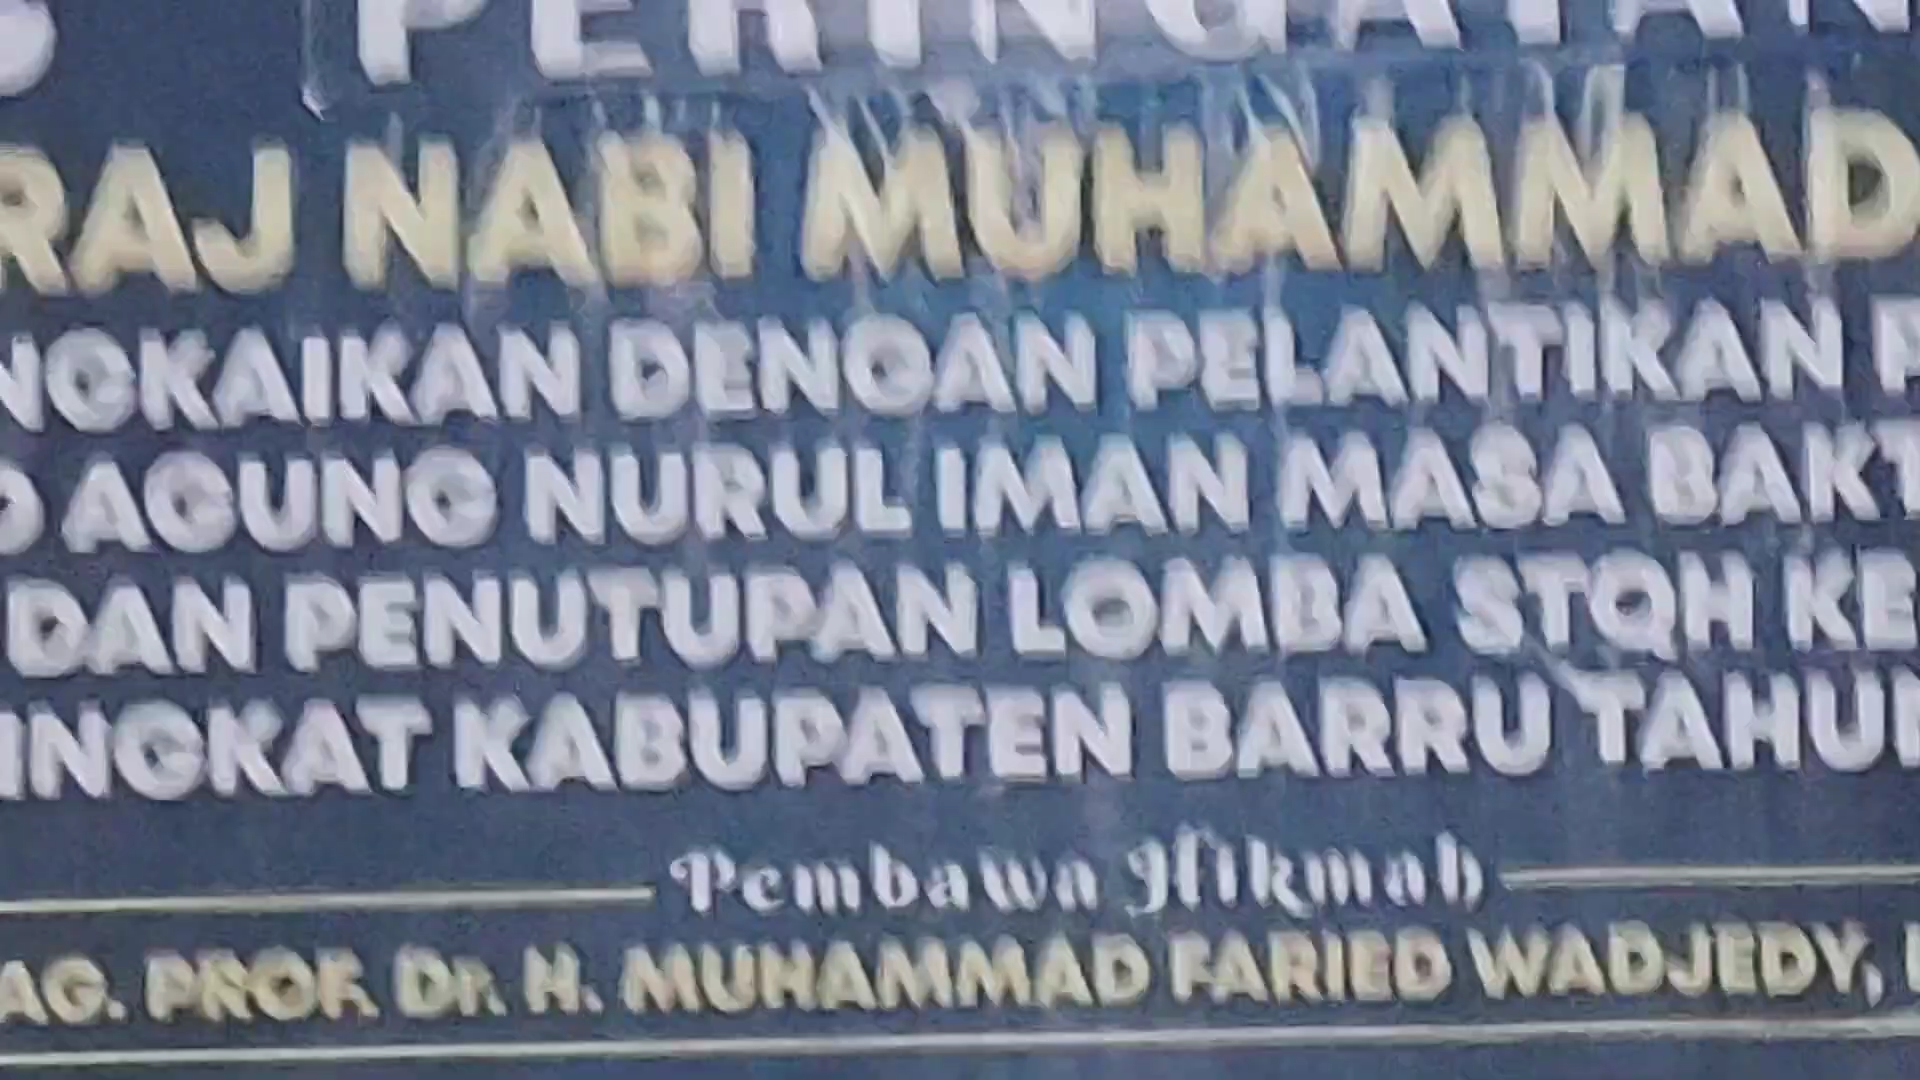 PERINGATAN
RAJ NABI MUHAMMAD
NGKAIKAN DENGAN PELANTIKAN P
D AGUNG NURUL IMAN MASA BAKT
DAN PENUTUPAN LOMBA STQH KE
INGKAT KABUPATEN BARRU TAHUN
Pembawa Hikmah
AG. PROF. Dr. H. MUHAMMAD FARIED WADJEDY,